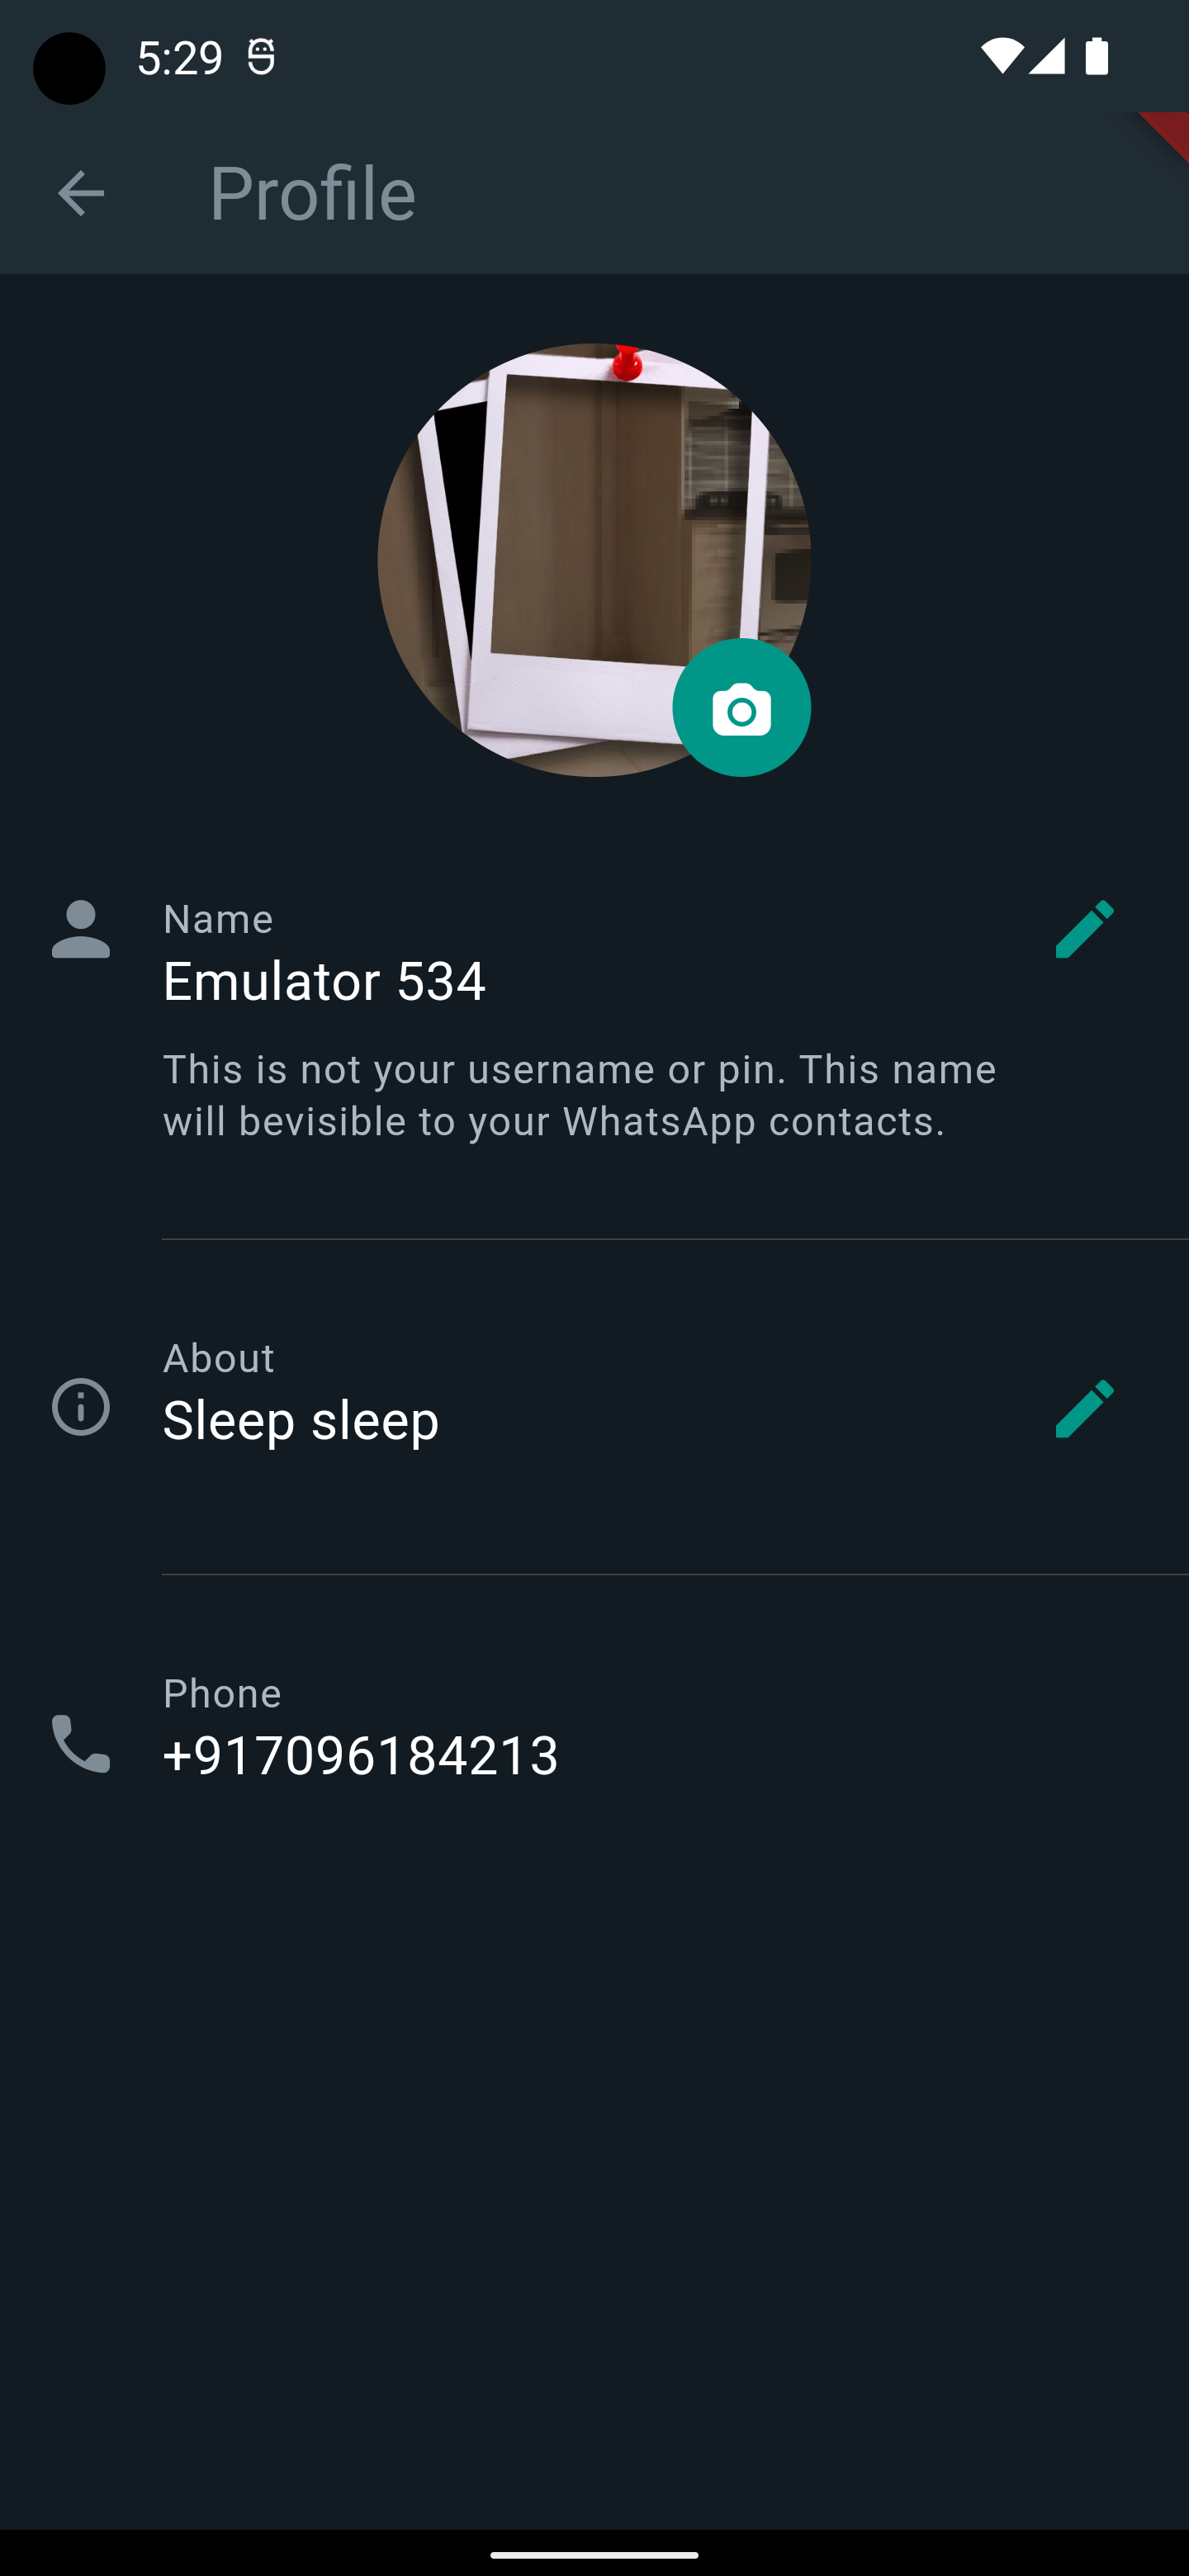 5:29
Profile
Name
Emulator 534
This is not your username or pin. This name
will bevisible to your WhatsApp contacts.
About
Sleep sleep
Phone
+917096184213